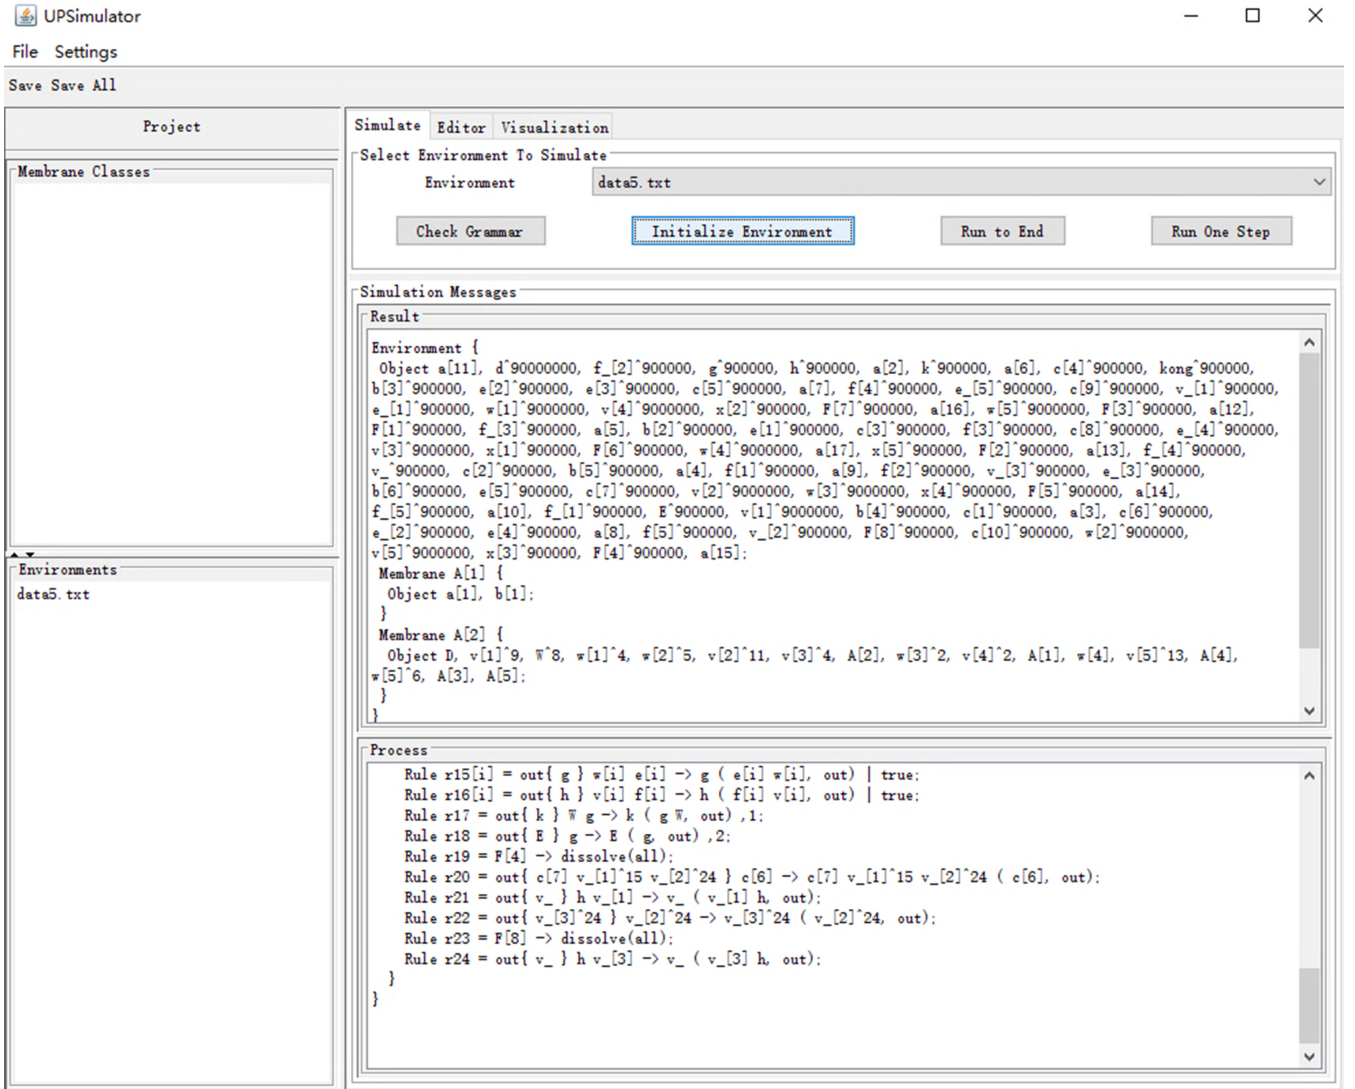 UPSimulator
File Settings
Save Save All
Project
Membrane Classes
Environments
data5.txt
Simulate Editor Visualization
Select Environment To Simulate
Environment data5.txt
Check Grammar Initialize Environment Run to End Run One Step
Simulation Messages
Result
Environment {
Object a[11], d^90000000, f_[2]^900000, g^900000, h^900000, a[2], k^900000, a[6], c[4]^900000, kong^900000,
b[3]^900000, e[2]^900000, e[3]^900000, c[5]^900000, a[7], f[4]^900000, e_[5]^900000, c[9]^900000, v_[1]^900000,
e_[1]^900000, w[1]^9000000, v[4]^9000000, x[2]^900000, F[7]^900000, a[16], w[5]^9000000, F[3]^900000, a[12],
F[1]^900000, f_[3]^900000, a[5], b[2]^900000, e[1]^900000, c[3]^900000, f[3]^900000, c[8]^900000, e_[4]^900000,
v[3]^900000, x[1]^900000, F[6]^900000, w[4]^9000000, a[17], x[5]^900000, F[2]^900000, a[13], f_[4]^900000,
v_^900000, c[2]^900000, b[5]^900000, a[4], f[1]^900000, a[9], f[2]^900000, v_[3]^900000, e_[3]^900000,
b[6]^900000, e[5]^900000, c[7]^900000, v[2]^9000000, w[3]^9000000, x[4]^900000, F[5]^900000, a[14],
f_[5]^900000, a[10], f_[1]^900000, E^900000, v[1]^9000000, b[4]^900000, c[1]^900000, a[3], c[6]^900000,
e_[2]^900000, e[4]^900000, a[8], f[5]^900000, v_[2]^900000, F[8]^900000, c[10]^900000, w[2]^9000000,
v[5]^9000000, x[3]^900000, F[4]^900000, a[15];
Membrane A[1] {
Object a[1], b[1];
}
Membrane A[2] {
Object D, v[1]^9, W^8, w[1]^4, w[2]^5, v[2]^11, v[3]^4, A[2], w[3]^2, v[4]^2, A[1], w[4], v[5]^13, A[4],
w[5]^6, A[3], A[5];
}
}
Process
Rule r15[i] = out{ g } w[i] e[i] -> g ( e[i] w[i], out) | true;
Rule r16[i] = out{ h } v[i] f[i] -> h ( f[i] v[i], out) | true;
Rule r17 = out{ k } W g -> k ( g W, out) ,1;
Rule r18 = out{ E } g -> E ( g, out) ,2;
Rule r19 = F[4] -> dissolve(all);
Rule r20 = out{ c[7] v_[1]^15 v_[2]^24 } c[6] -> c[7] v_[1]^15 v_[2]^24 ( c[6], out);
Rule r21 = out{ v_ } h v_[1] -> v_ ( v_[1] h, out);
Rule r22 = out{ v_[3]^24 } v_[2]^24 -> v_[3]^24 ( v_[2]^24, out);
Rule r23 = F[8] -> dissolve(all);
Rule r24 = out{ v_ } h v_[3] -> v_ ( v_[3] h, out);
}
}